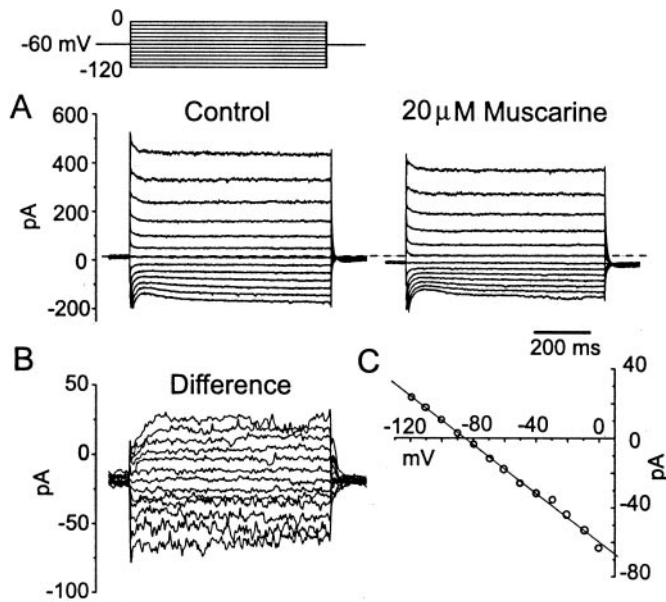 0
-60 mV
-120
A
Control
20 μM Muscarine
600
400
200
0
-200
pA
200 ms
B
Difference
50
0
-50
-100
pA
C
40
-120 -80 -40 0
0
mV
-40
-80
pA